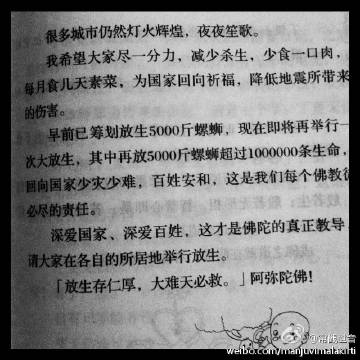 很多城市仍然灯火辉煌,夜夜笙歌。
我希望大家尽一分力,减少杀生,少食一口肉,
每月食几天素菜,为国家回向祈福,降低地震所带来
的伤害。
早前已筹划放生5000斤螺蛳,现在即将再举行一
次大放生,其中再放5000斤螺蛳超过1000000条生命,
回向国家少灾少难,百姓安和,这是我们每个佛教徒
必尽的责任。
深爱国家、深爱百姓,这才是佛陀的真正教导,
请大家在各自的所居地举行放生。
「放生存仁厚,大难天必救。」阿弥陀佛!
weibo.com/manjuvimalakirti